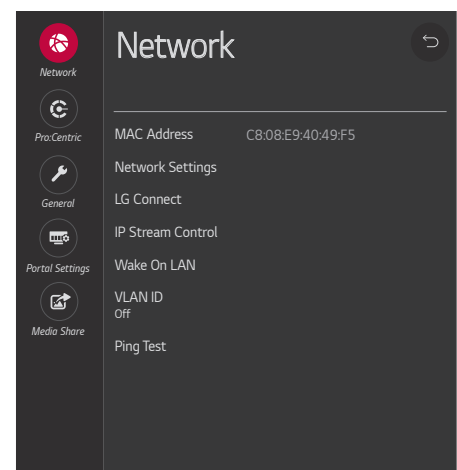 Network
Network
Pro:Centric
General
Portal Settings
Media Share
MAC Address C8:08:E9:40:49:F5
Network Settings
LG Connect
IP Stream Control
Wake On LAN
VLAN ID
Off
Ping Test